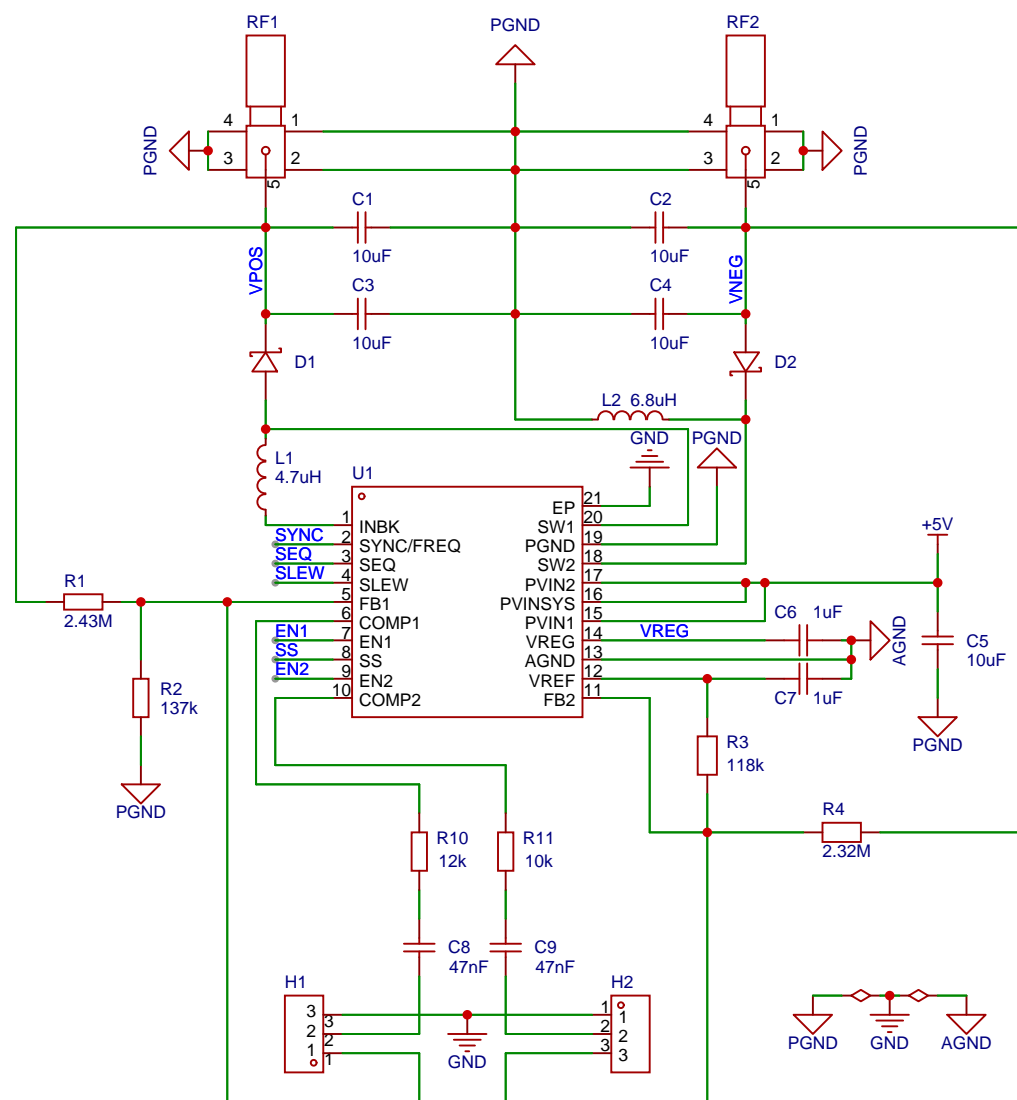 RF1
PGND
RF2
4
1
3
2
5
PGND
4
1
3
2
5
PGND
C1
10uF
C2
10uF
VPOS
VNEG
C3
10uF
C4
10uF
D1
D2
L2 6.8uH
GND
PGND
L1
4.7uH
U1
1 INBK
2 SYNC/FREQ
3 SEQ
4 SLEW
5 FB1
6 COMP1
7 EN1
8 SS
9 EN2
10 COMP2
EP 21
SW1 20
PGND 19
SW2 18
PVIN2 17
PVINSYS 16
PVIN1 15
VREG 14
AGND 13
VREF 12
FB2 11
SYNC
SEQ
SLEW
EN1
SS
EN2
VREG
+5V
R1
2.43M
R2
137k
PGND
C6 1uF
C7 1uF
AGND
C5
10uF
PGND
R3
118k
R4
2.32M
R10
12k
R11
10k
C8
47nF
C9
47nF
H1
3 3
2 2
1 1
GND
H2
1 1
2 2
3 3
PGND
GND
AGND